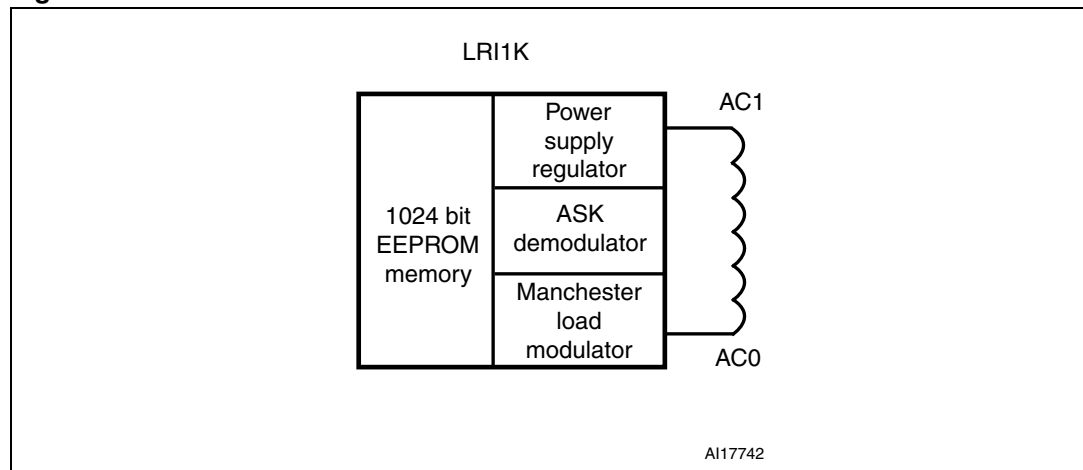 LRI1K
AC1
Power
supply
regulator
1024 bit
EEPROM
memory
ASK
demodulator
Manchester
load
modulator
AC0
AI17742